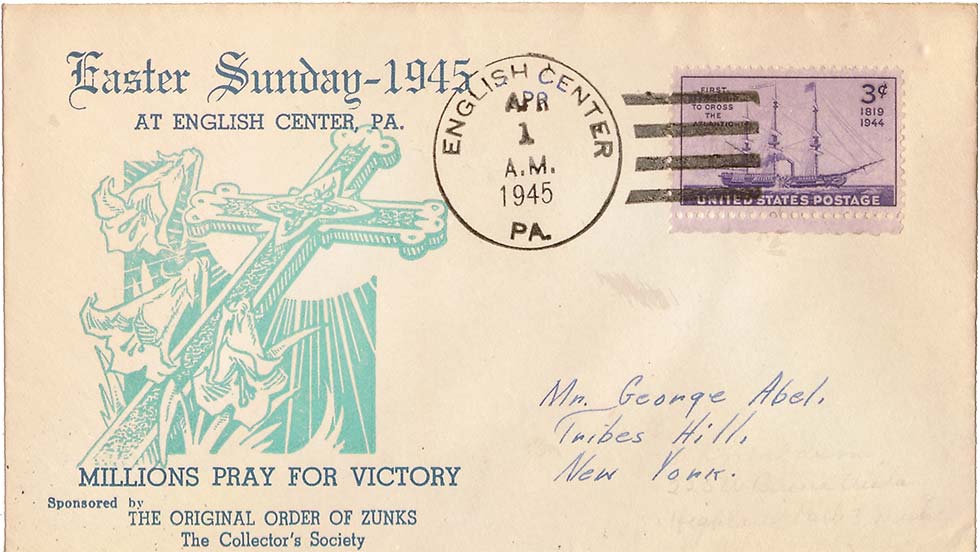 Easter Sunday-1945
AT ENGLISH CENTER, PA.
ENGLISH CENTER
APR
1
A.M.
1945
PA.
FIRST
TO CROSS
THE
ATLANTIC
3¢
1819
1944
UNITED STATES POSTAGE
Mr. George Abel.
Tribes Hill.
New York.
MILLIONS PRAY FOR VICTORY
Sponsored by
THE ORIGINAL ORDER OF ZUNKS
The Collector's Society